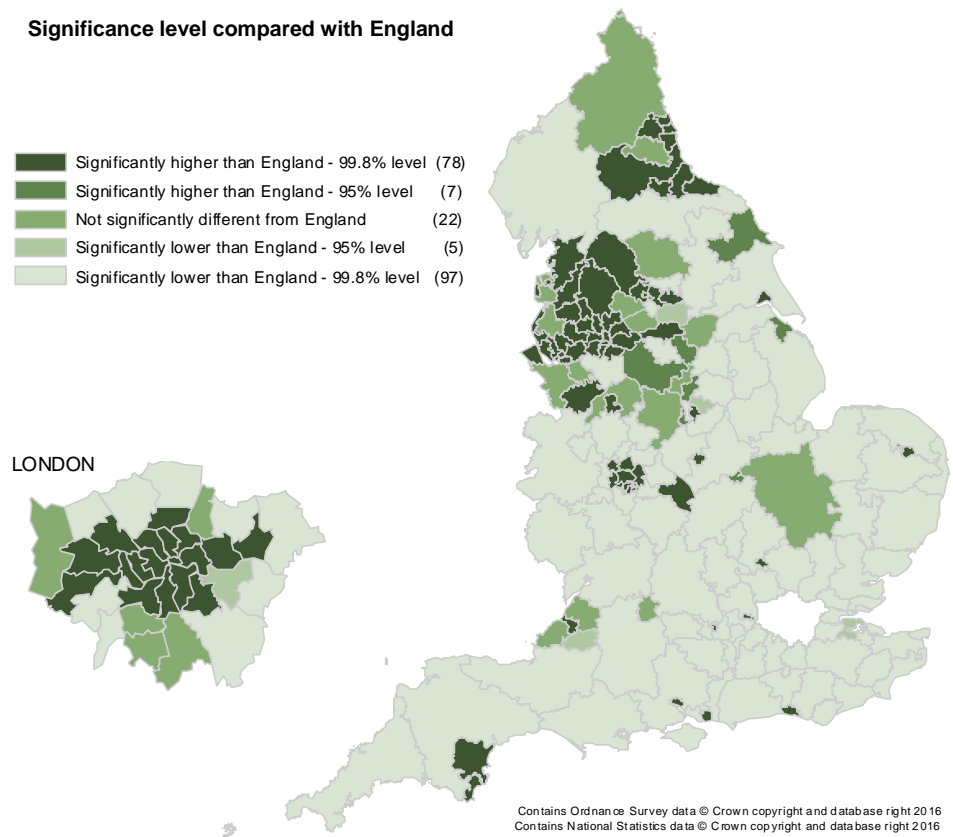 Significance level compared with England
Significantly higher than England - 99.8% level (78)
Significantly higher than England - 95% level (7)
Not significantly different from England (22)
Significantly lower than England - 95% level (5)
Significantly lower than England - 99.8% level (97)
LONDON
Contains Ordnance Survey data © Crown copyright and database right 2016
Contains National Statistics data © Crown copyright and database right 2016